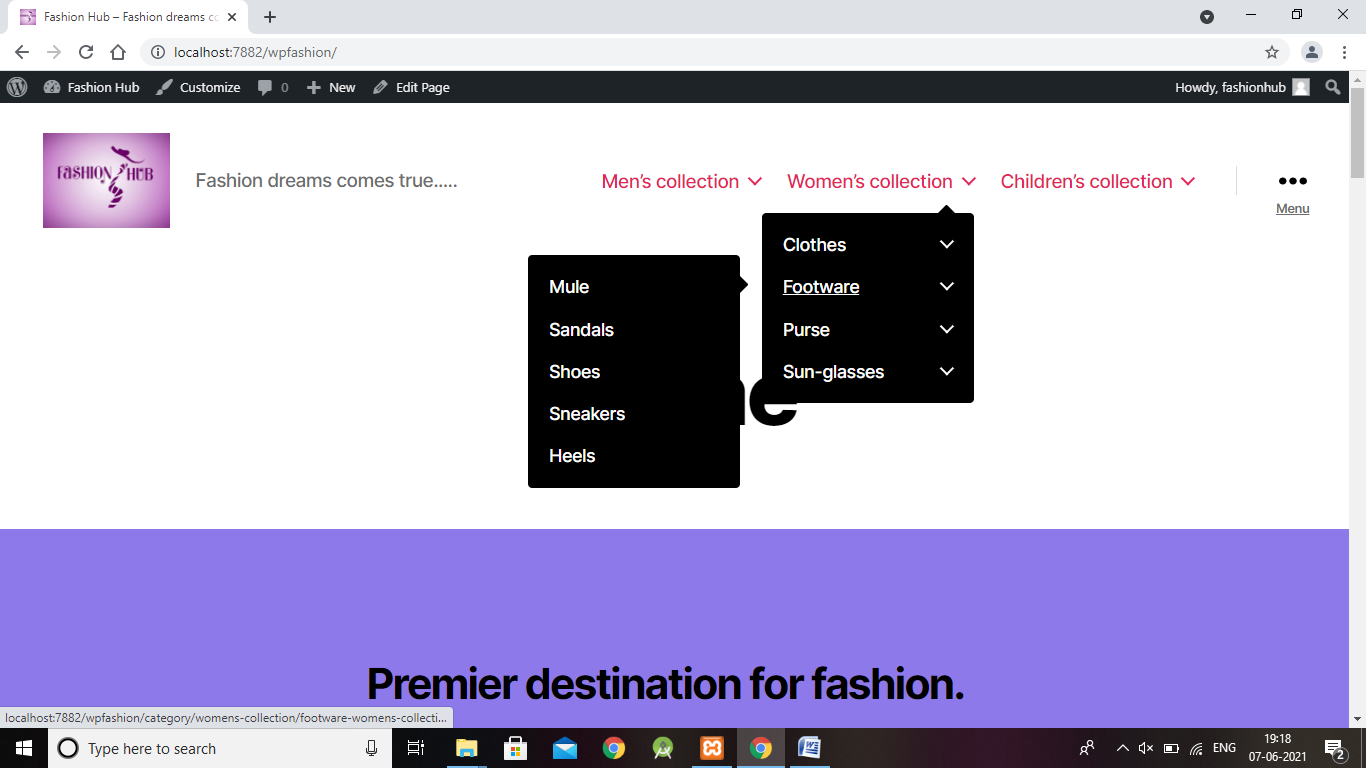 Fashion Hub – Fashion dreams co
localhost:7882/wpfashion/
Fashion Hub Customize 0 New Edit Page Howdy, fashionhub
FASHION HUB
Fashion dreams comes true.....
Men's collection Women's collection Children's collection
Menu
Clothes
Footware
Purse
Sun-glasses
Mule
Sandals
Shoes
Sneakers
Heels
Premier destination for fashion.
localhost:7882/wpfashion/category/womens-collection/footware-womens-collecti...
Type here to search
ENG
19:18
07-06-2021
2